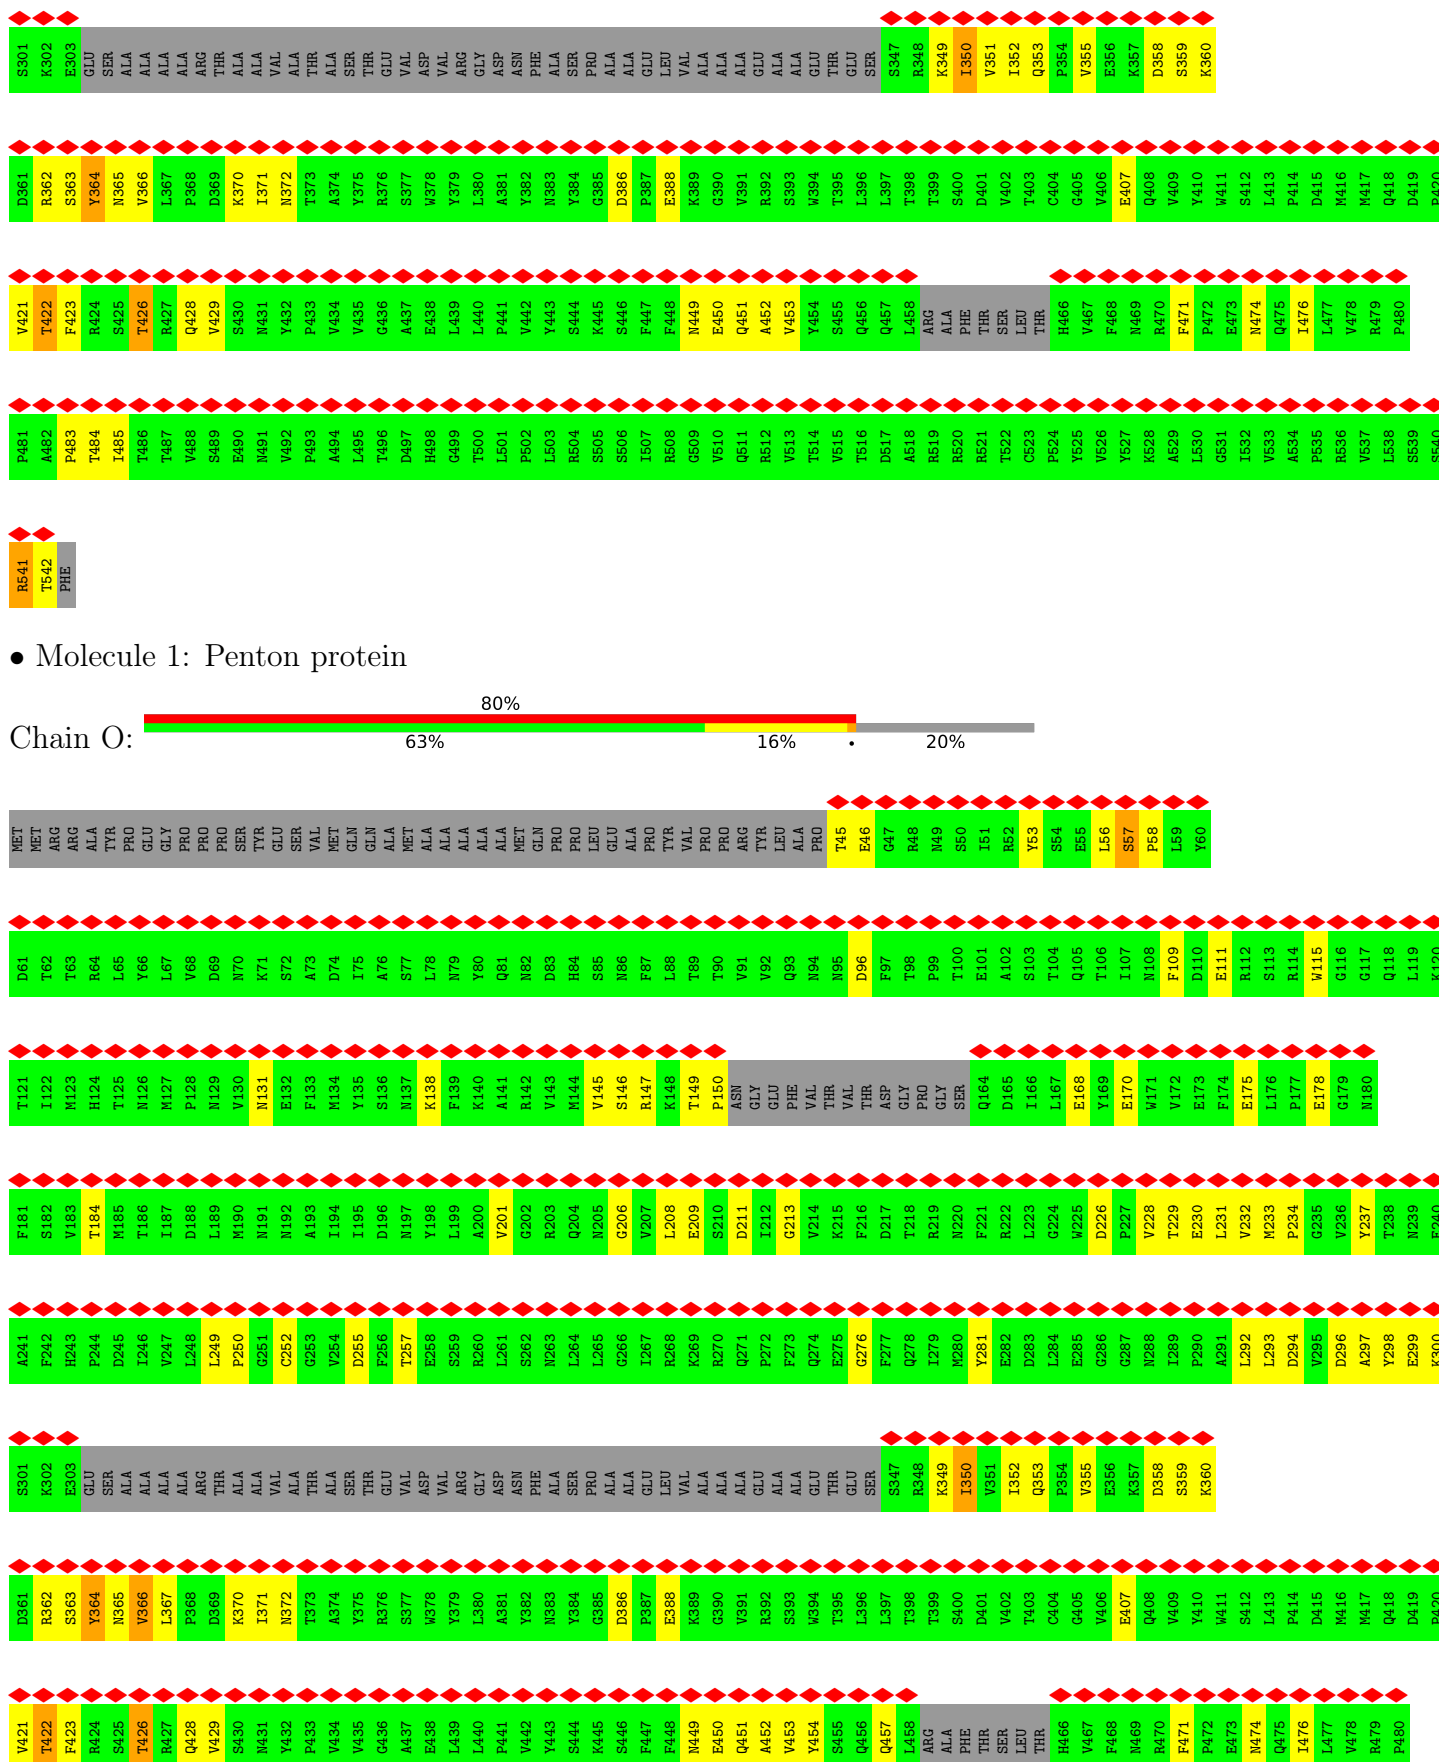 S301 K302 E303 GLU SER ALA ALA ALA ALA ALA ARG THR ALA ALA VAL ALA THR ALA SER THR GLU VAL ASP VAL ARG GLY ASP ASN PHE ALA SER PRO ALA ALA GLU LEU VAL ALA ALA ALA GLU ALA ALA GLU THR GLU SER S347 R348 K349 I350 V351 I352 Q353 P354 V355 E356 K357 D358 S359 K360
D361 R362 S363 Y364 N365 V366 L367 P368 D369 K370 I371 N372 T373 A374 Y375 R376 S377 W378 Y379 L380 A381 Y382 N383 Y384 G385 D386 P387 E388 K389 G390 V391 R392 S393 W394 T395 L396 L397 T398 T399 S400 D401 V402 T403 C404 G405 V406 E407 Q408 V409 Y410 W411 S412 L413 P414 D415 M416 M417 Q418 D419 P420
V421 T422 F423 R424 S425 T426 R427 Q428 V429 S430 N431 Y432 P433 V434 V435 G436 A437 E438 L439 L440 P441 V442 Y443 S444 K445 S446 F447 F448 N449 E450 Q451 A452 V453 Y454 S455 Q456 Q457 L458 ARG ALA PHE THR SER LEU THR H466 V467 F468 N469 R470 F471 P472 E473 N474 Q475 I476 L477 V478 R479 P480
P481 A482 P483 T484 I485 T486 T487 V488 S489 E490 N491 V492 P493 A494 L495 T496 D497 H498 G499 T500 L501 P502 L503 R504 S505 S506 I507 R508 G509 V510 Q511 R512 V513 T514 V515 T516 D517 A518 R519 R520 R521 T522 C523 P524 Y525 V526 Y527 K528 A529 L530 G531 I532 V533 A534 P535 R536 V537 L538 S539 S540
R541 T542 PHE
• Molecule 1: Penton protein
80%
Chain O:
63% 16% • 20%
MET MET ARG ARG ALA TYR PRO GLU GLY PRO PRO PRO SER TYR GLU SER VAL MET GLN GLN ALA MET ALA ALA ALA ALA ALA MET GLN PRO PRO LEU GLU ALA PRO TYR VAL PRO PRO ARG TYR LEU ALA PRO T45 E46 G47 R48 N49 S50 I51 R52 Y53 S54 E55 L56 S57 P58 L59 Y60
D61 T62 T63 R64 L65 Y66 L67 V68 D69 N70 K71 S72 A73 D74 I75 A76 S77 L78 N79 Y80 Q81 N82 D83 H84 S85 N86 F87 L88 T89 T90 V91 V92 Q93 N94 N95 D96 F97 T98 P99 T100 E101 A102 S103 T104 Q105 T106 I107 N108 F109 D110 E111 R112 S113 R114 W115 G116 G117 Q118 L119 K120
T121 I122 M123 H124 T125 N126 M127 P128 N129 V130 N131 E132 F133 M134 Y135 S136 N137 K138 F139 K140 A141 R142 V143 M144 V145 S146 R147 K148 T149 P150 ASN GLY GLU PHE VAL THR VAL THR ASP GLY PRO GLY SER Q164 D165 I166 L167 E168 Y169 E170 W171 V172 E173 F174 E175 L176 P177 E178 G179 N180
F181 S182 V183 T184 M185 T186 I187 D188 L189 M190 N191 N192 A193 I194 I195 D196 N197 Y198 L199 A200 V201 G202 R203 Q204 N205 G206 V207 L208 E209 S210 D211 I212 G213 V214 K215 F216 D217 T218 R219 N220 F221 R222 L223 G224 W225 D226 P227 V228 T229 E230 L231 V232 M233 P234 G235 V236 Y237 T238 N239 E240
A241 F242 H243 P244 D245 I246 V247 L248 L249 P250 G251 C252 G253 V254 D255 F256 T257 E258 S259 R260 L261 S262 N263 L264 L265 G266 I267 R268 K269 R270 Q271 P272 F273 Q274 E275 G276 F277 Q278 I279 M280 Y281 E282 D283 L284 E285 G286 G287 N288 I289 P290 A291 L292 L293 D294 V295 D296 A297 Y298 E299 K300
S301 K302 E303 GLU SER ALA ALA ALA ALA ALA ARG THR ALA ALA VAL ALA THR ALA SER THR GLU VAL ASP VAL ARG GLY ASP ASN PHE ALA SER PRO ALA ALA GLU LEU VAL ALA ALA ALA GLU ALA ALA GLU THR GLU SER S347 R348 K349 I350 V351 I352 Q353 P354 V355 E356 K357 D358 S359 K360
D361 R362 S363 Y364 N365 V366 L367 P368 D369 K370 I371 N372 T373 A374 Y375 R376 S377 W378 Y379 L380 A381 Y382 N383 Y384 G385 D386 P387 E388 K389 G390 V391 R392 S393 W394 T395 L396 L397 T398 T399 S400 D401 V402 T403 C404 G405 V406 E407 Q408 V409 Y410 W411 S412 L413 P414 D415 M416 M417 Q418 D419 P420
V421 T422 F423 R424 S425 T426 R427 Q428 V429 S430 N431 Y432 P433 V434 V435 G436 A437 E438 L439 L440 P441 V442 Y443 S444 K445 S446 F447 F448 N449 E450 Q451 A452 V453 Y454 S455 Q456 Q457 L458 ARG ALA PHE THR SER LEU THR H466 V467 F468 N469 R470 F471 P472 E473 N474 Q475 I476 L477 V478 R479 P480